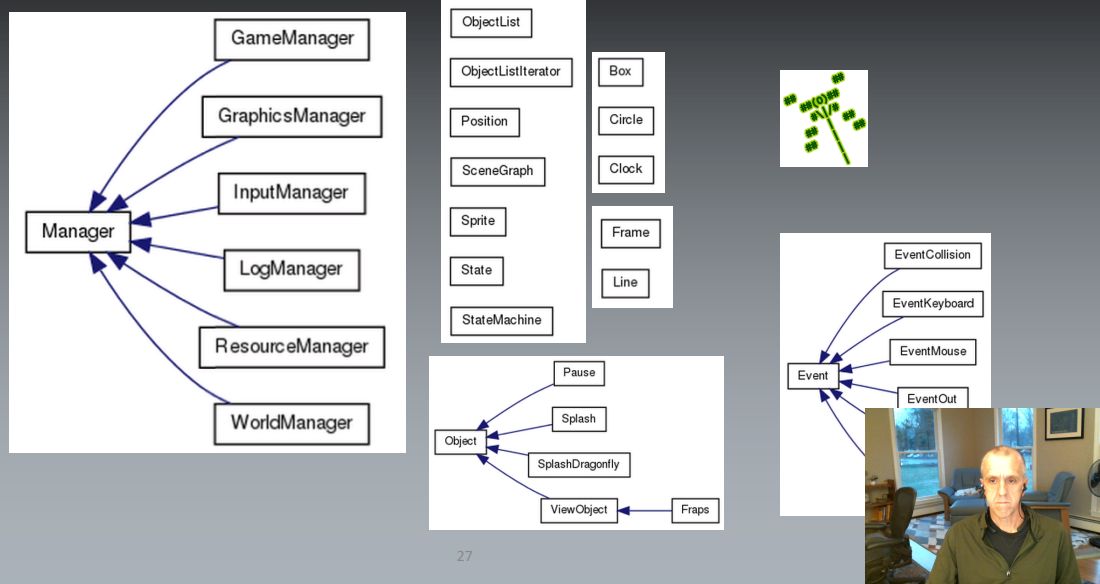 GameManager
GraphicsManager
InputManager
Manager
LogManager
ResourceManager
WorldManager
ObjectList
ObjectListIterator
Position
SceneGraph
Sprite
State
StateMachine
Box
Circle
Clock
Frame
Line
Pause
Splash
Object
SplashDragonfly
ViewObject
Fraps
##
##
##(0)##
#\|/#
##
##
##
##
EventCollision
EventKeyboard
EventMouse
Event
EventOut
27